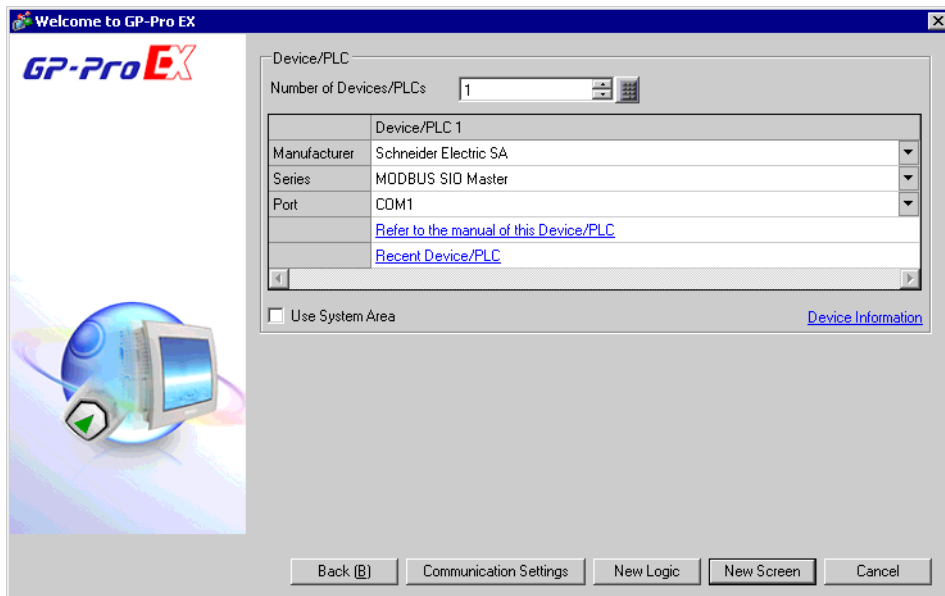 Welcome to GP-Pro EX
GP-Pro EX
Device/PLC
Number of Devices/PLCs 1
Device/PLC 1
Manufacturer Schneider Electric SA
Series MODBUS SIO Master
Port COM1
Refer to the manual of this Device/PLC
Recent Device/PLC
Use System Area Device Information
Back (B) Communication Settings New Logic New Screen Cancel